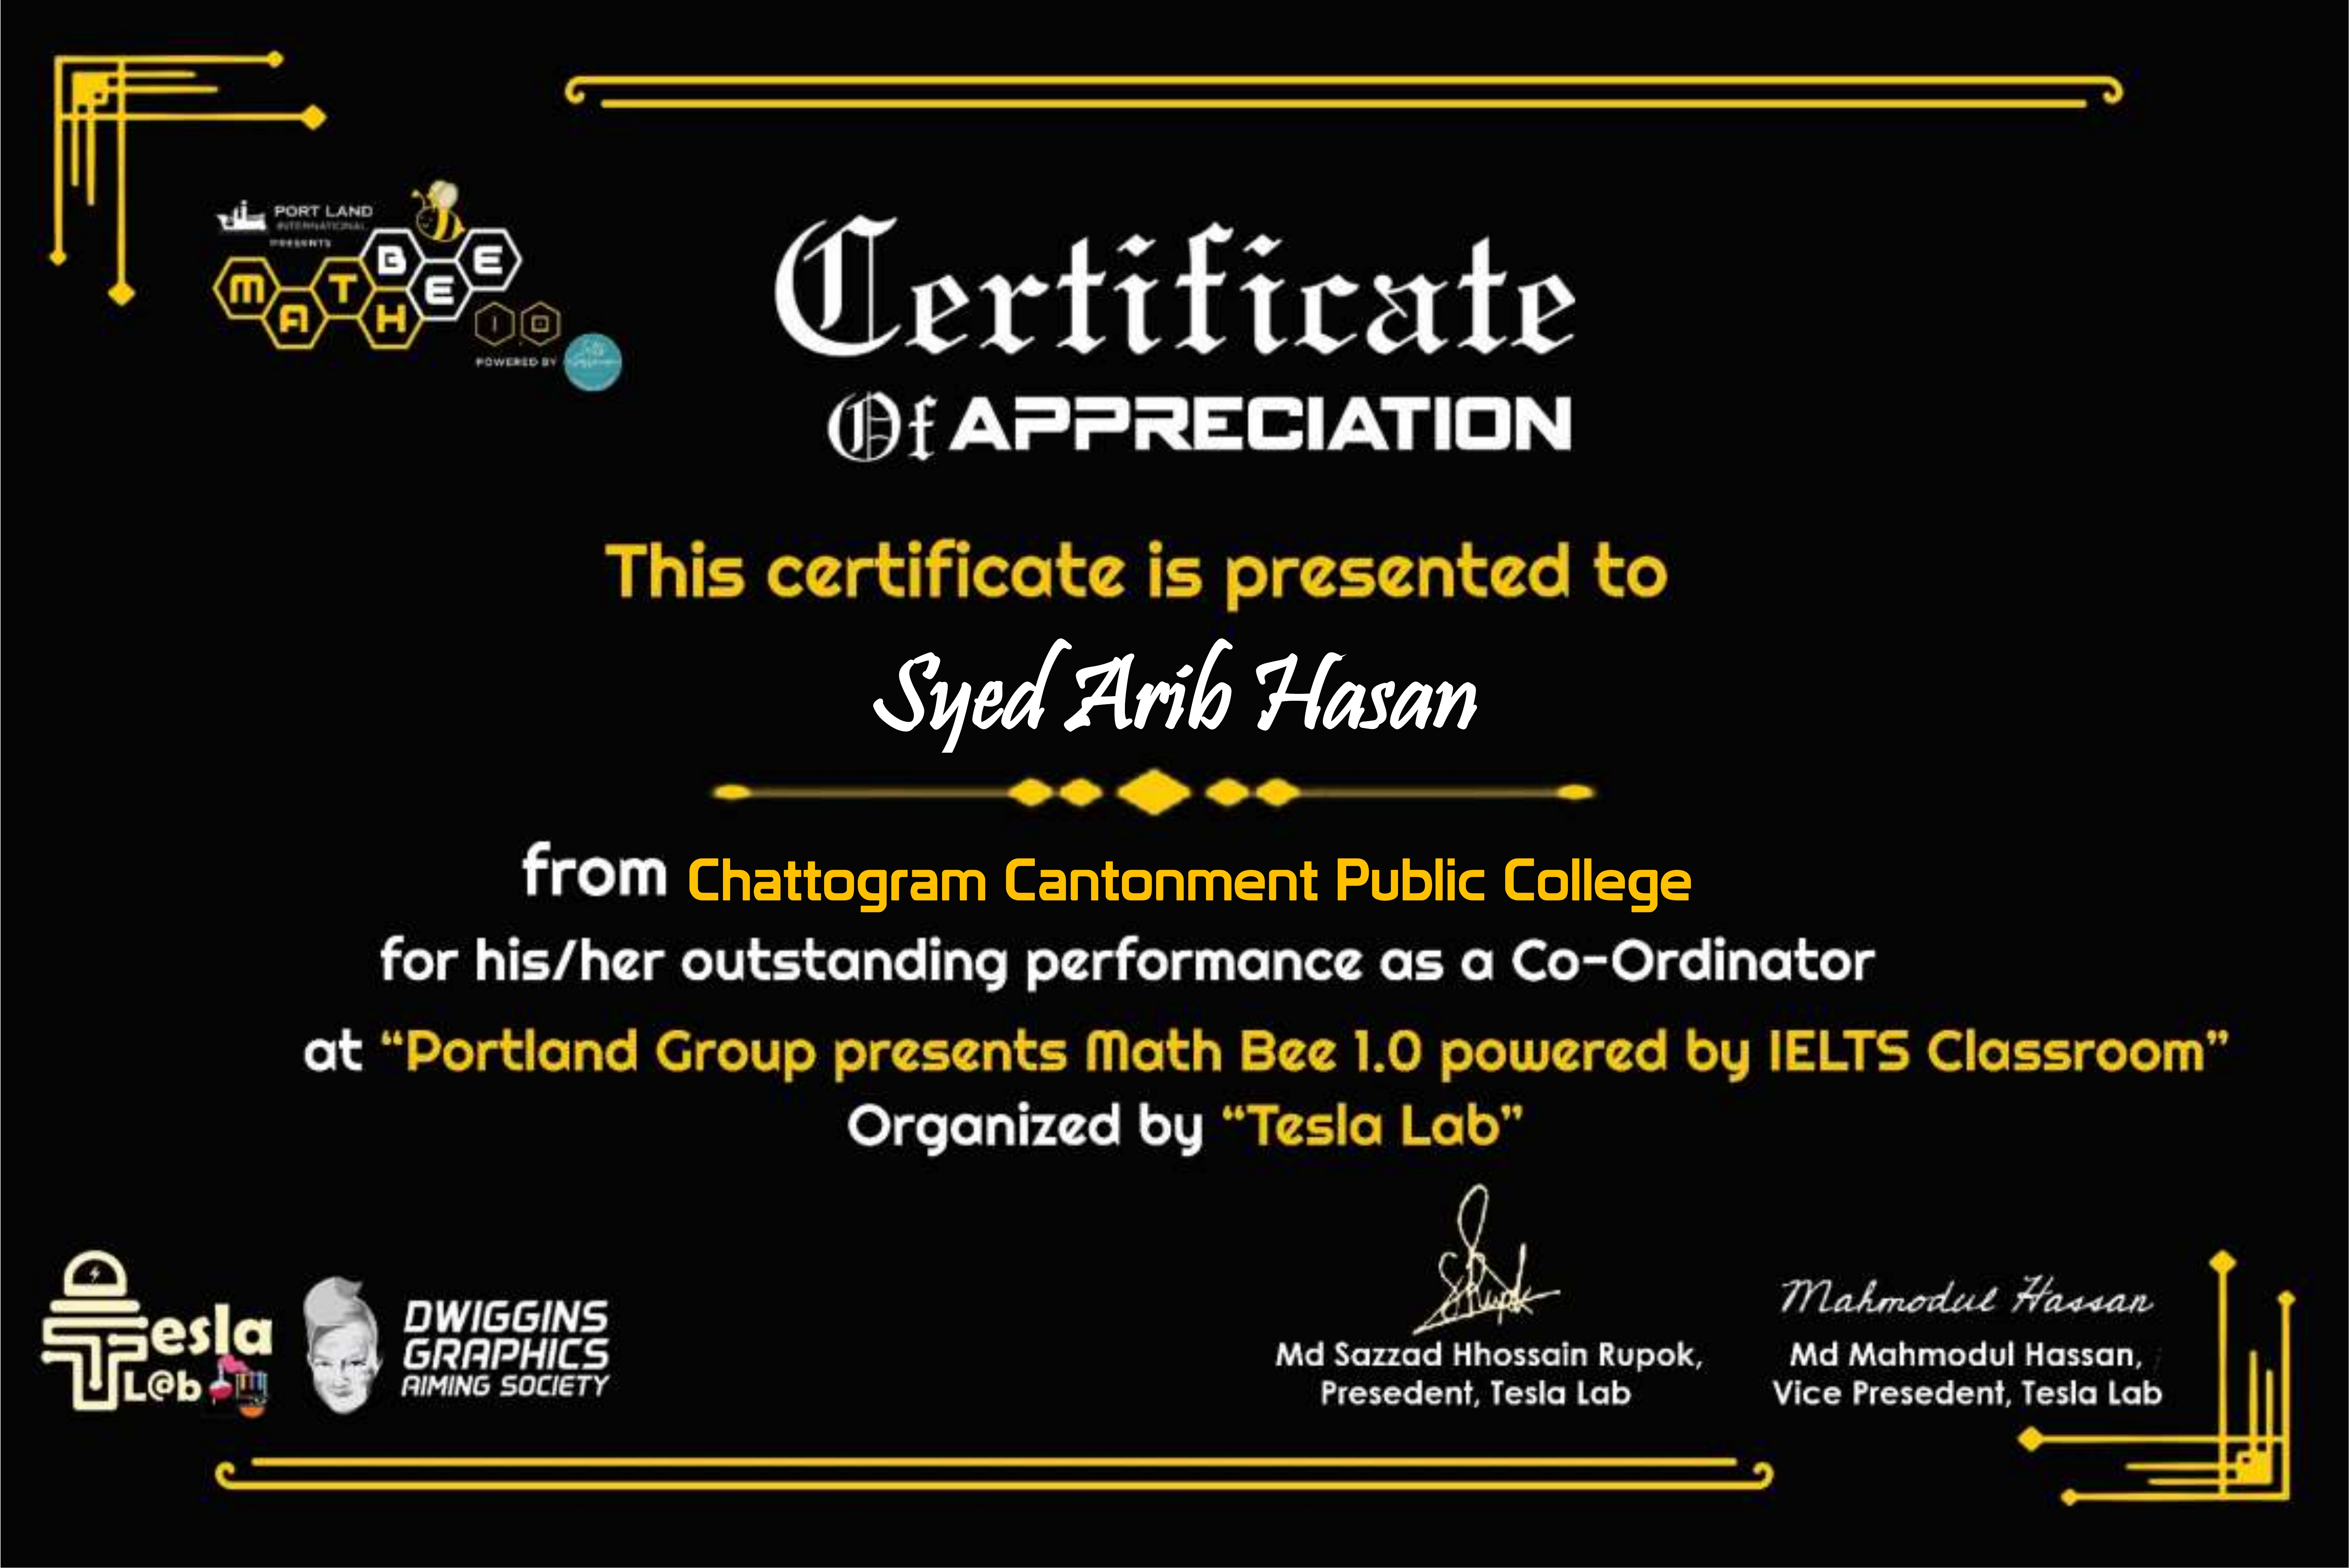 PORT LAND
INTERNATIONAL
PRESENTS
MATH BEE
1.0
POWERED BY
Certificate
Of APPRECIATION
This certificate is presented to
Syed Arib Hasan
from Chattogram Cantonment Public College
for his/her outstanding performance as a Co-Ordinator
at “Portland Group presents Math Bee 1.0 powered by IELTS Classroom”
Organized by “Tesla Lab”
Tesla
L@b
DWIGGINS
GRAPHICS
AIMING SOCIETY
SRupok
Md Sazzad Hhossain Rupok,
Presedent, Tesla Lab
Mahmodul Hassan
Md Mahmodul Hassan,
Vice Presedent, Tesla Lab